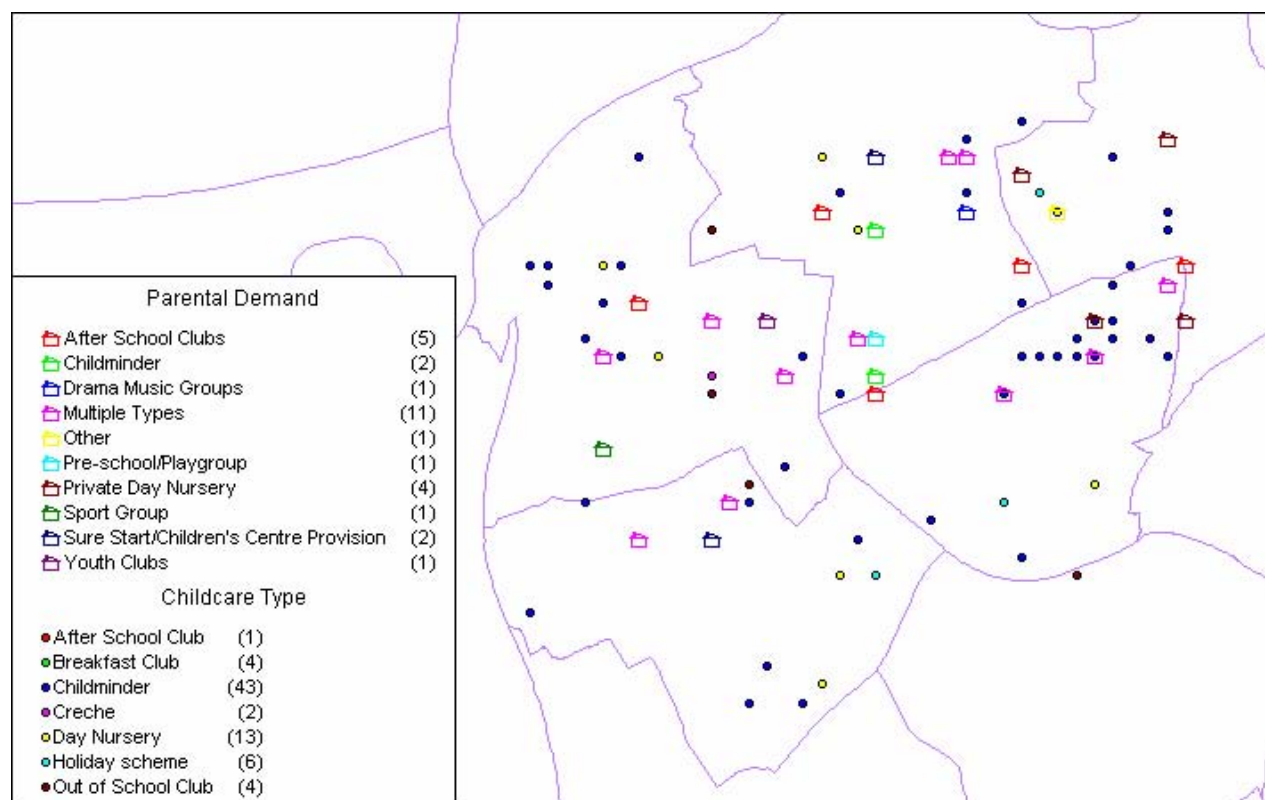 Parental Demand
After School Clubs (5)
Childminder (2)
Drama Music Groups (1)
Multiple Types (11)
Other (1)
Pre-school/Playgroup (1)
Private Day Nursery (4)
Sport Group (1)
Sure Start/Children's Centre Provision (2)
Youth Clubs (1)
Childcare Type
After School Club (1)
Breakfast Club (4)
Childminder (43)
Creche (2)
Day Nursery (13)
Holiday scheme (6)
Out of School Club (4)